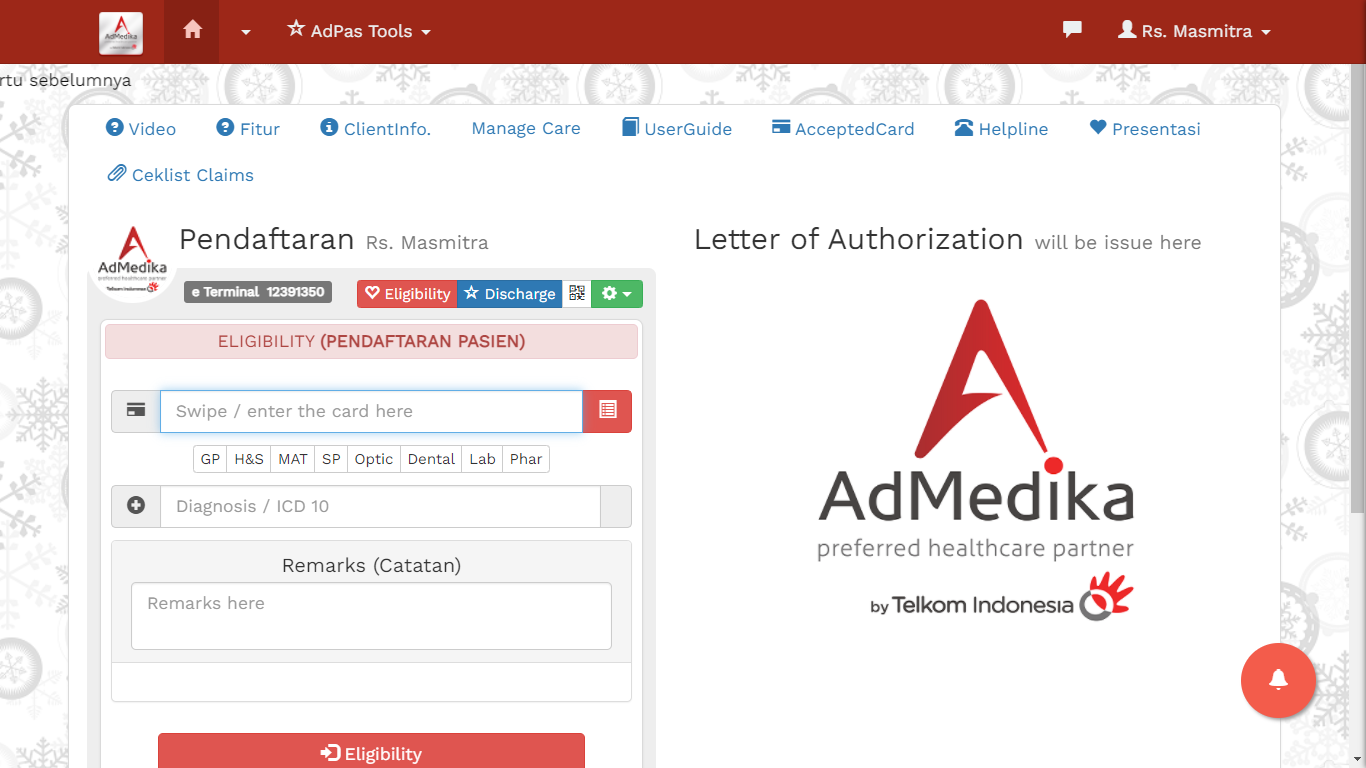 AdMedika
AdPas Tools
Rs. Masmitra
rtu sebelumnya
Video
Fitur
ClientInfo.
Manage Care
UserGuide
AcceptedCard
Helpline
Presentasi
Ceklist Claims
AdMedika
preferred healthcare partner
Telkom Indonesia
Pendaftaran Rs. Masmitra
e Terminal 12391350
Eligibility
Discharge
ELIGIBILITY (PENDAFTARAN PASIEN)
Swipe / enter the card here
GP H&S MAT SP Optic Dental Lab Phar
Diagnosis / ICD 10
Remarks (Catatan)
Remarks here
Eligibility
Letter of Authorization will be issue here
AdMedika
preferred healthcare partner
by Telkom Indonesia